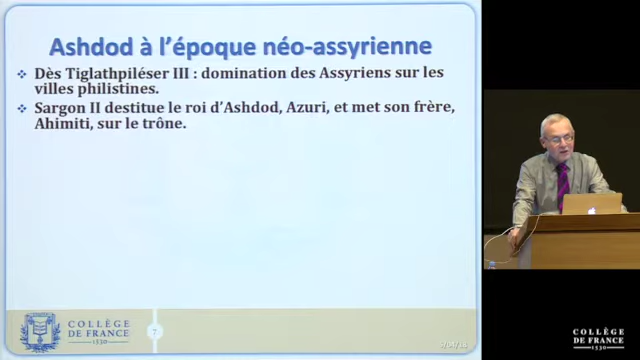 Ashdod à l'époque néo-assyrienne
Dès Tiglathpiléser III : domination des Assyriens sur les
villes philistines.
Sargon II destitue le roi d'Ashdod, Azuri, et met son frère,
Ahimiti, sur le trône.
COLLÈGE
DE FRANCE
1530
7
COLLÈGE
DE FRANCE
1530